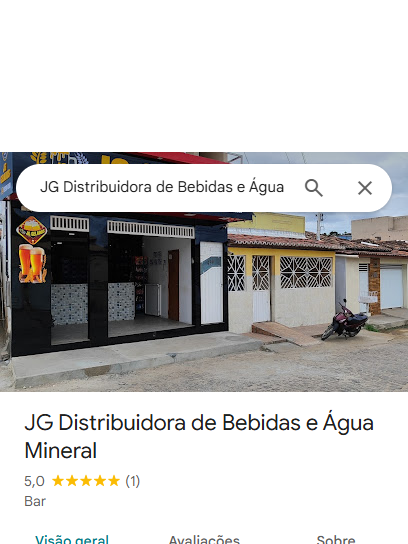 JG Distribuidora de Bebidas e Água
JG Distribuidora de Bebidas e Água
Mineral
5,0 ★★★★★ (1)
Bar
Visão geral
Avaliações
Sobre